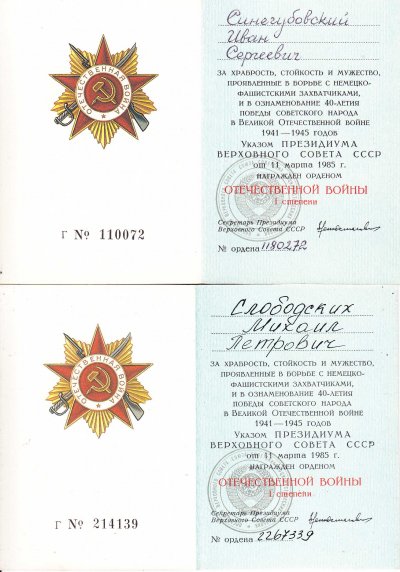 ОТЕЧЕСТВЕННАЯ ВОЙНА
Г № 110072
Синегубовский
Иван
Сергеевич
ЗА ХРАБРОСТЬ, СТОЙКОСТЬ И МУЖЕСТВО,
ПРОЯВЛЕННЫЕ В БОРЬБЕ С НЕМЕЦКО-
ФАШИСТСКИМИ ЗАХВАТЧИКАМИ,
И В ОЗНАМЕНОВАНИЕ 40-ЛЕТИЯ
ПОБЕДЫ СОВЕТСКОГО НАРОДА
В ВЕЛИКОЙ ОТЕЧЕСТВЕННОЙ ВОЙНЕ
1941—1945 ГОДОВ
Указом ПРЕЗИДИУМА
ВЕРХОВНОГО СОВЕТА СССР
от 11 марта 1985 г.
НАГРАЖДЕН ОРДЕНОМ
ОТЕЧЕСТВЕННОЙ ВОЙНЫ
I степени
Секретарь Президиума
Верховного Совета СССР
№ ордена 1180272
ОТЕЧЕСТВЕННАЯ ВОЙНА
Г № 214139
Слободских
Михаил
Петрович
ЗА ХРАБРОСТЬ, СТОЙКОСТЬ И МУЖЕСТВО,
ПРОЯВЛЕННЫЕ В БОРЬБЕ С НЕМЕЦКО-
ФАШИСТСКИМИ ЗАХВАТЧИКАМИ,
И В ОЗНАМЕНОВАНИЕ 40-ЛЕТИЯ
ПОБЕДЫ СОВЕТСКОГО НАРОДА
В ВЕЛИКОЙ ОТЕЧЕСТВЕННОЙ ВОЙНЕ
1941—1945 ГОДОВ
Указом ПРЕЗИДИУМА
ВЕРХОВНОГО СОВЕТА СССР
от 11 марта 1985 г.
НАГРАЖДЕН ОРДЕНОМ
ОТЕЧЕСТВЕННОЙ ВОЙНЫ
I степени
Секретарь Президиума
Верховного Совета СССР
№ ордена 2267339